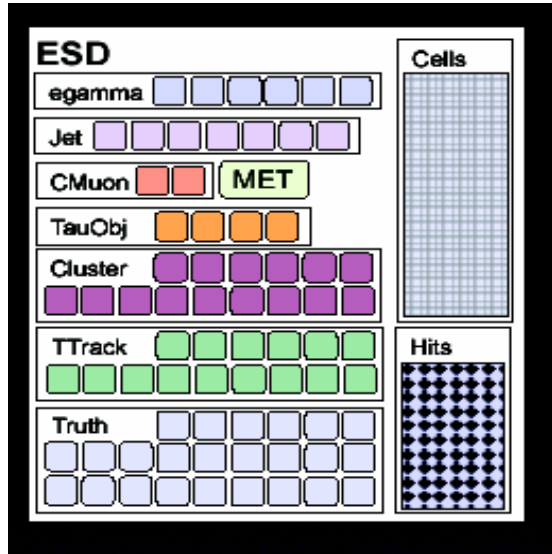 ESD
egamma
Jet
CMuon
MET
TauObj
Cluster
TTrack
Truth
Cells
Hits